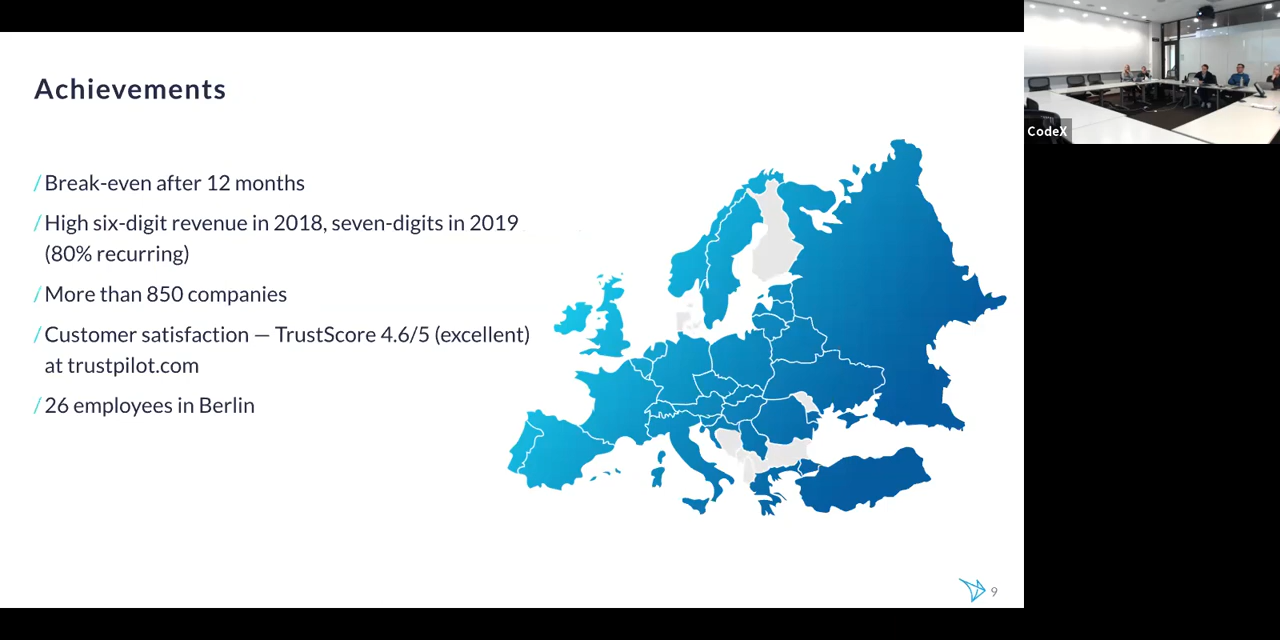 Achievements
/Break-even after 12 months
/High six-digit revenue in 2018, seven-digits in 2019
(80% recurring)
/More than 850 companies
/Customer satisfaction — TrustScore 4.6/5 (excellent)
at trustpilot.com
/26 employees in Berlin
9
CodeX